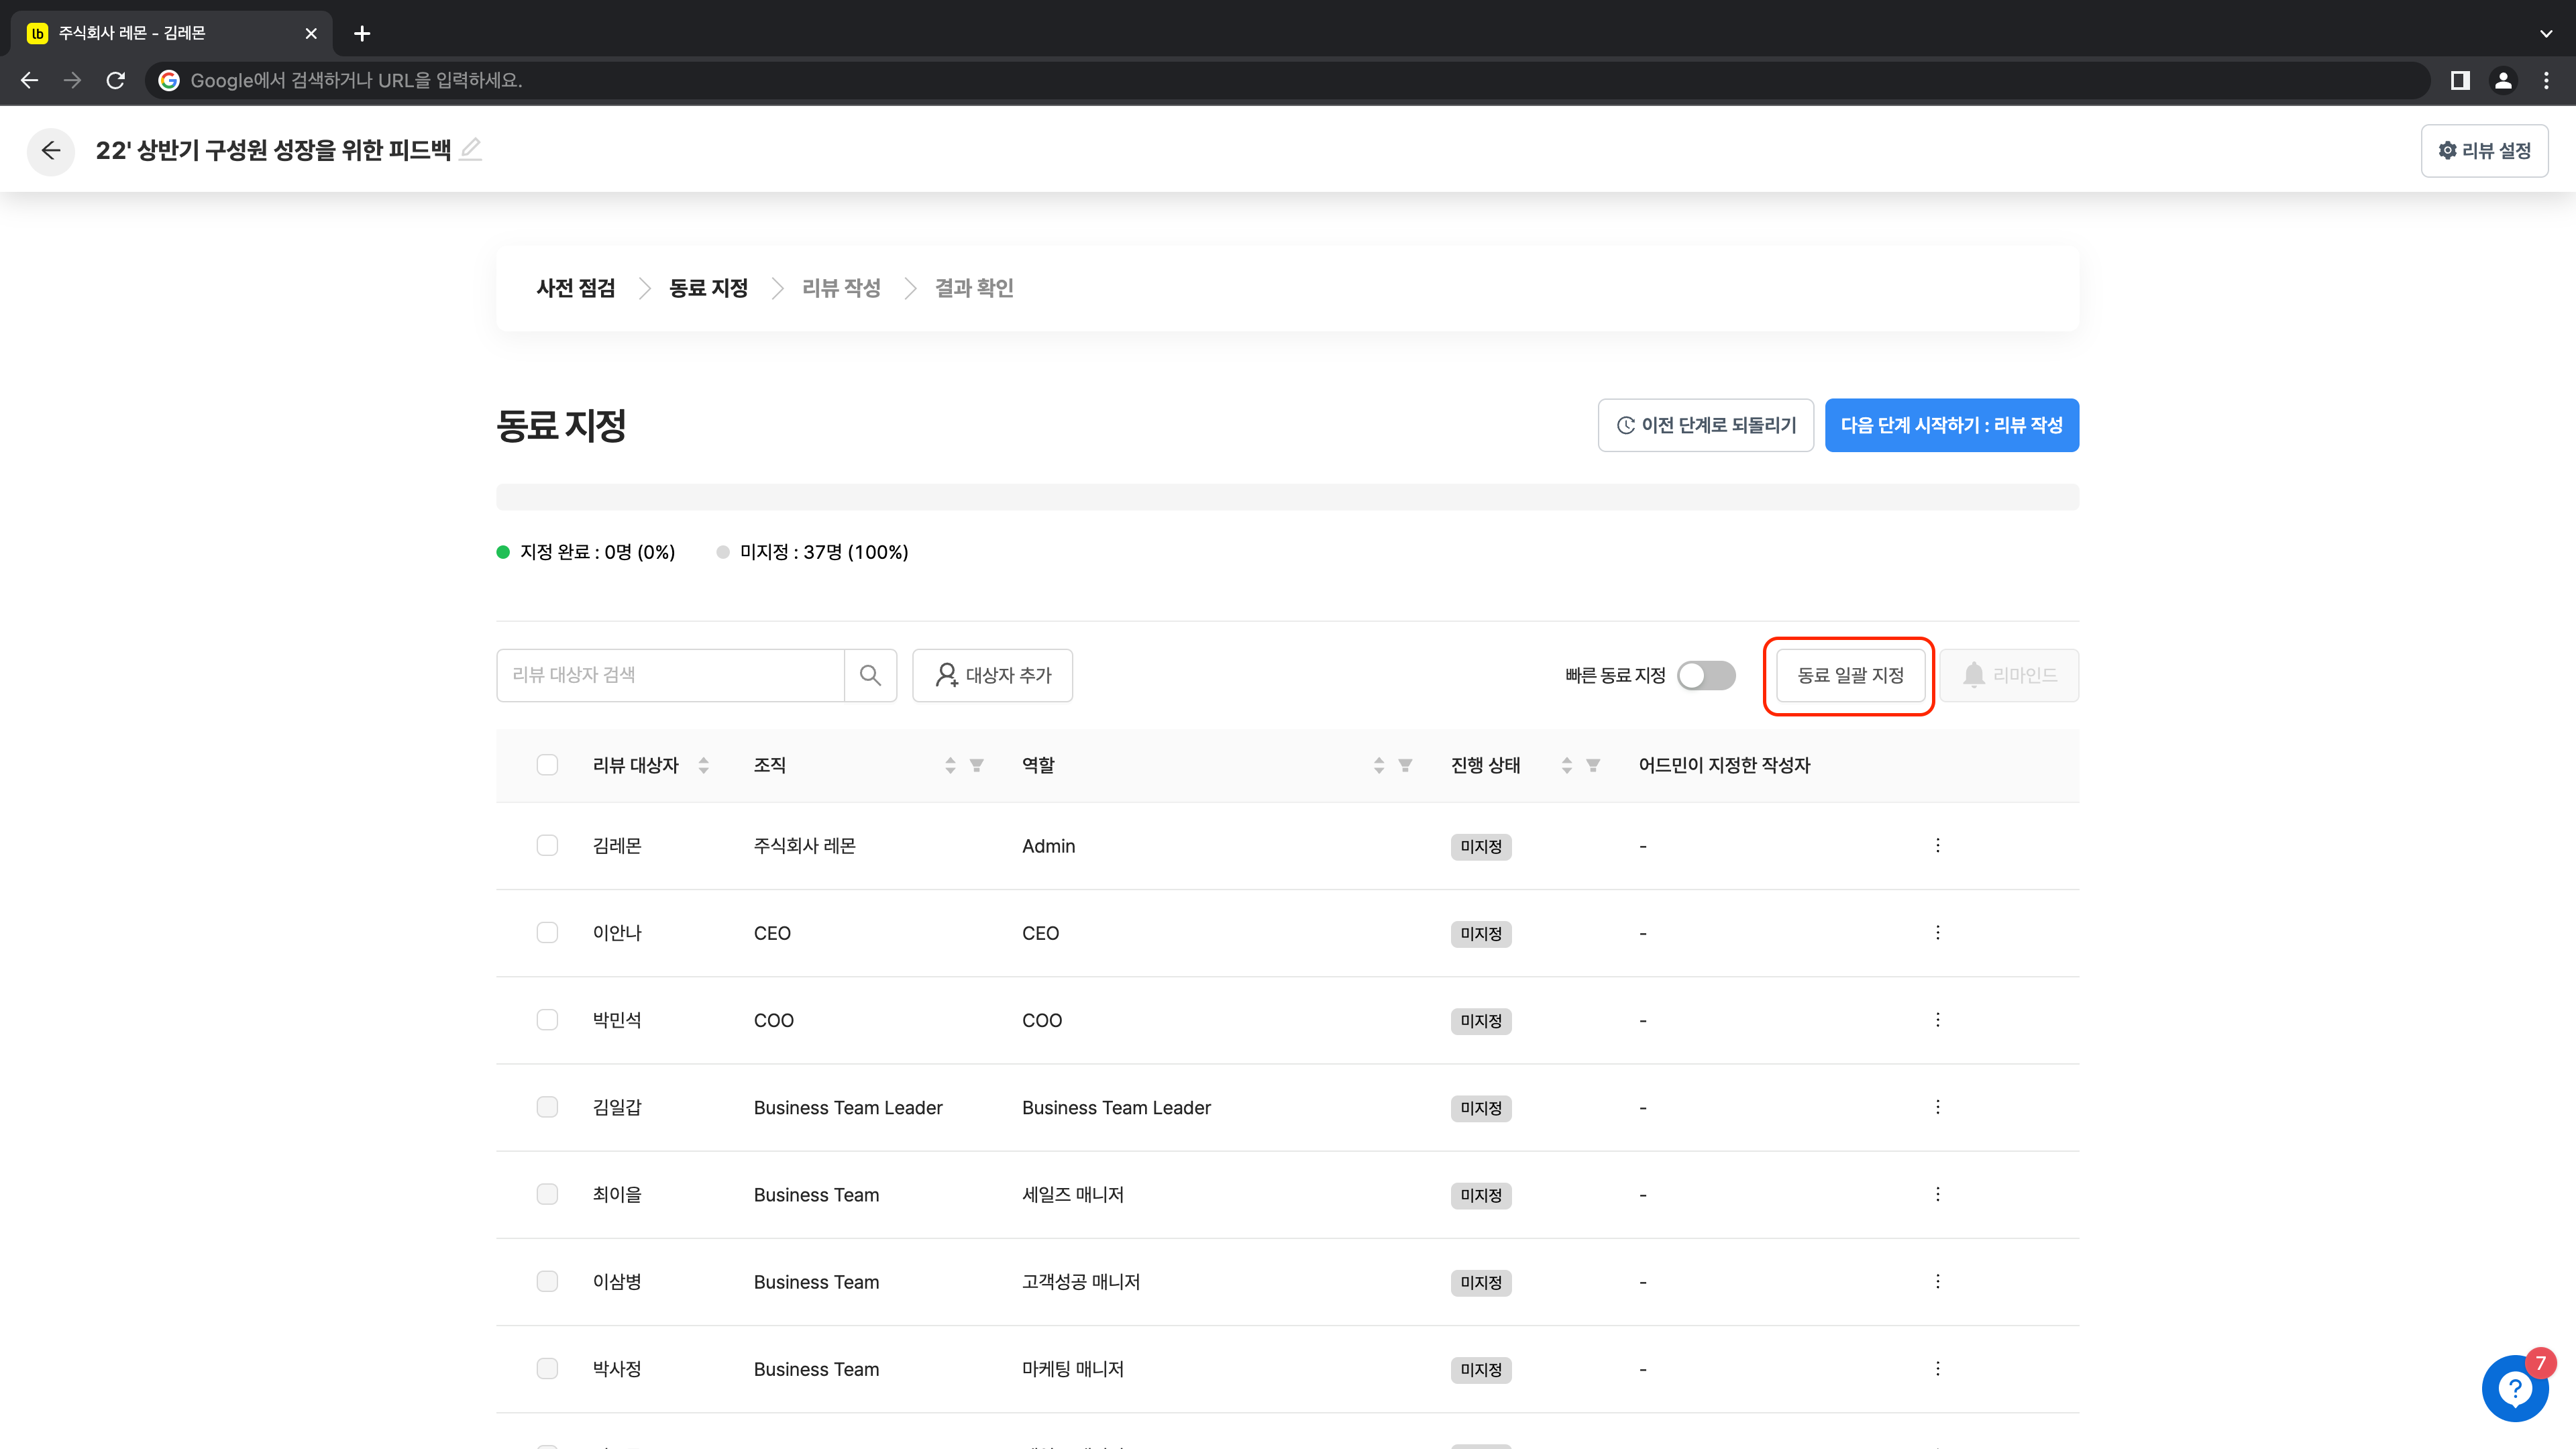 lb 주식회사 레몬 - 김레몬
Google에서 검색하거나 URL을 입력하세요.
22' 상반기 구성원 성장을 위한 피드백
리뷰 설정
사전 점검 동료 지정 리뷰 작성 결과 확인
동료 지정
이전 단계로 되돌리기
다음 단계 시작하기 : 리뷰 작성
지정 완료 : 0명 (0%) 미지정 : 37명 (100%)
리뷰 대상자 검색 대상자 추가 빠른 동료 지정 동료 일괄 지정 리마인드
리뷰 대상자 조직 역할 진행 상태 어드민이 지정한 작성자
김레몬 주식회사 레몬 Admin 미지정 -
이안나 CEO CEO 미지정 -
박민석 COO COO 미지정 -
김일갑 Business Team Leader Business Team Leader 미지정 -
최이을 Business Team 세일즈 매니저 미지정 -
이삼병 Business Team 고객성공 매니저 미지정 -
박사정 Business Team 마케팅 매니저 미지정 -
7